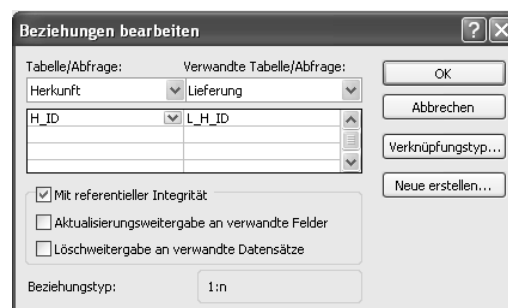 Beziehungen bearbeiten
Tabelle/Abfrage: Verwandte Tabelle/Abfrage:
Herkunft Lieferung
H_ID L_H_ID
OK
Abbrechen
Verknüpfungstyp...
Neue erstellen...
Mit referentieller Integrität
Aktualisierungsweitergabe an verwandte Felder
Löschweitergabe an verwandte Datensätze
Beziehungstyp: 1:n